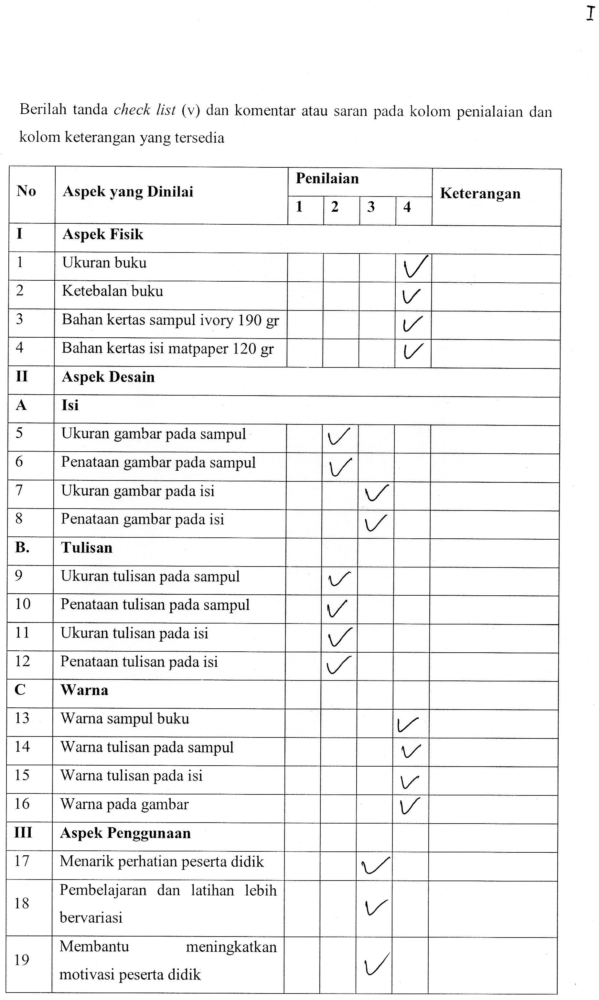 I
Berilah tanda check list (v) dan komentar atau saran pada kolom penialaian dan
kolom keterangan yang tersedia
No Aspek yang Dinilai Penilaian Keterangan
1 2 3 4
I Aspek Fisik
1 Ukuran buku ✓
2 Ketebalan buku ✓
3 Bahan kertas sampul ivory 190 gr ✓
4 Bahan kertas isi matpaper 120 gr ✓
II Aspek Desain
A Isi
5 Ukuran gambar pada sampul ✓
6 Penataan gambar pada sampul ✓
7 Ukuran gambar pada isi ✓
8 Penataan gambar pada isi ✓
B. Tulisan
9 Ukuran tulisan pada sampul ✓
10 Penataan tulisan pada sampul ✓
11 Ukuran tulisan pada isi ✓
12 Penataan tulisan pada isi ✓
C Warna
13 Warna sampul buku ✓
14 Warna tulisan pada sampul ✓
15 Warna tulisan pada isi ✓
16 Warna pada gambar ✓
III Aspek Penggunaan
17 Menarik perhatian peserta didik ✓
18 Pembelajaran dan latihan lebih
bervariasi ✓
19 Membantu meningkatkan
motivasi peserta didik ✓